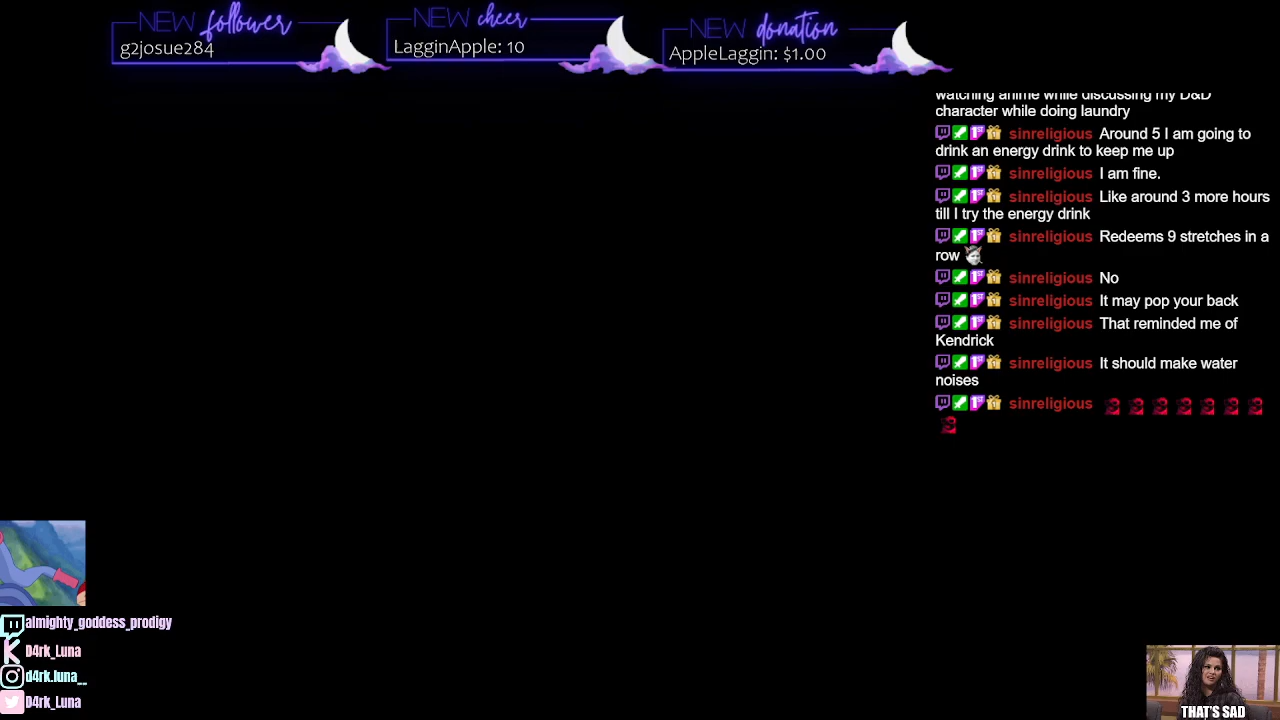 NEW follower
g2josue284
NEW cheer
LagginApple: 10
NEW donation
AppleLaggin: $1.00
watching anime while discussing my D&D
character while doing laundry
sinreligious Around 5 I am going to
drink an energy drink to keep me up
sinreligious I am fine.
sinreligious Like around 3 more hours
till I try the energy drink
sinreligious Redeems 9 stretches in a
row
sinreligious No
sinreligious It may pop your back
sinreligious That reminded me of
Kendrick
sinreligious It should make water
noises
sinreligious
almighty_goddess_prodigy
D4rk_Luna
d4rk.luna__
D4rk_Luna
THAT'S SAD